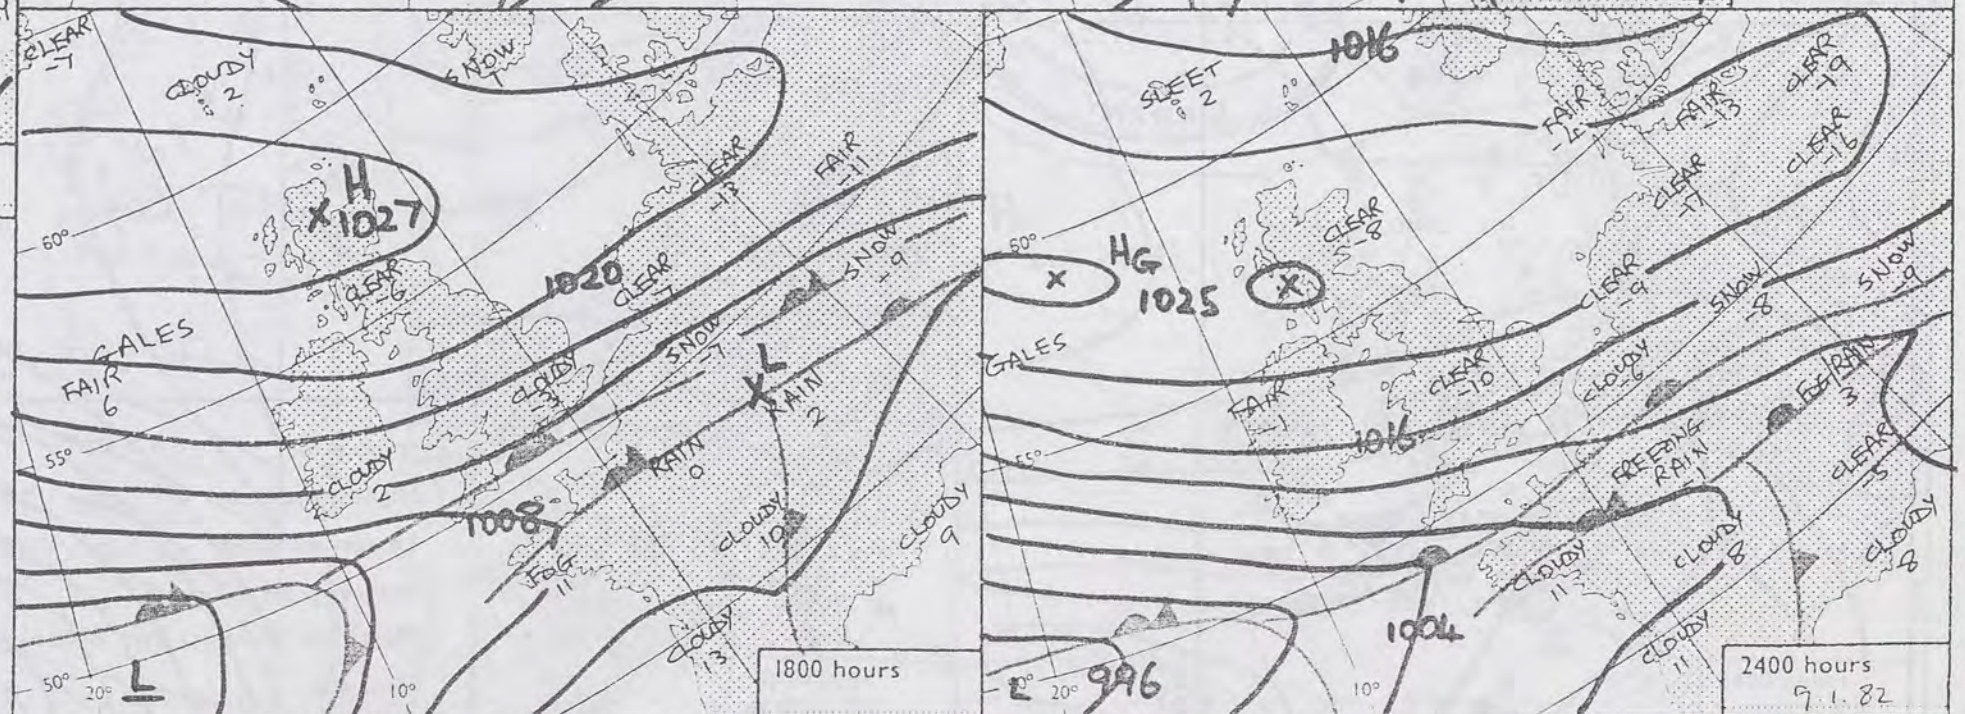 CLEAR
-7
CLOUDY
2
SNOW
1
H
1027
60°
CLEAR
-6
CLEAR
-3
FAIR
-11
1020
CLEAR
-7
SNOW
-9
GALES
FAIR
6
SNOW
-7
L
RAIN
2
CLOUDY
-3
55°
CLOUDY
2
RAIN
0
1008
CLOUDY
10
CLOUDY
9
FOG
11
CLOUDY
13
50°
20°
L
10°
1800 hours
1016
SLEET
2
FAIR
FAIR
-13
CLEAR
-19
CLEAR
-16
CLEAR
-17
CLEAR
-8
60°
HG
1025
GALES
CLEAR
-9
SNOW
-8
SNOW
-9
FAIR
CLEAR
-10
CLOUDY
-6
FOG/RAIN
3
1016
55°
FREEZING
RAIN
-1
CLEAR
-5
CLOUDY
11
CLOUDY
8
CLOUDY
8
1004
CLOUDY
11
20°
996
10°
2400 hours
9.1.82